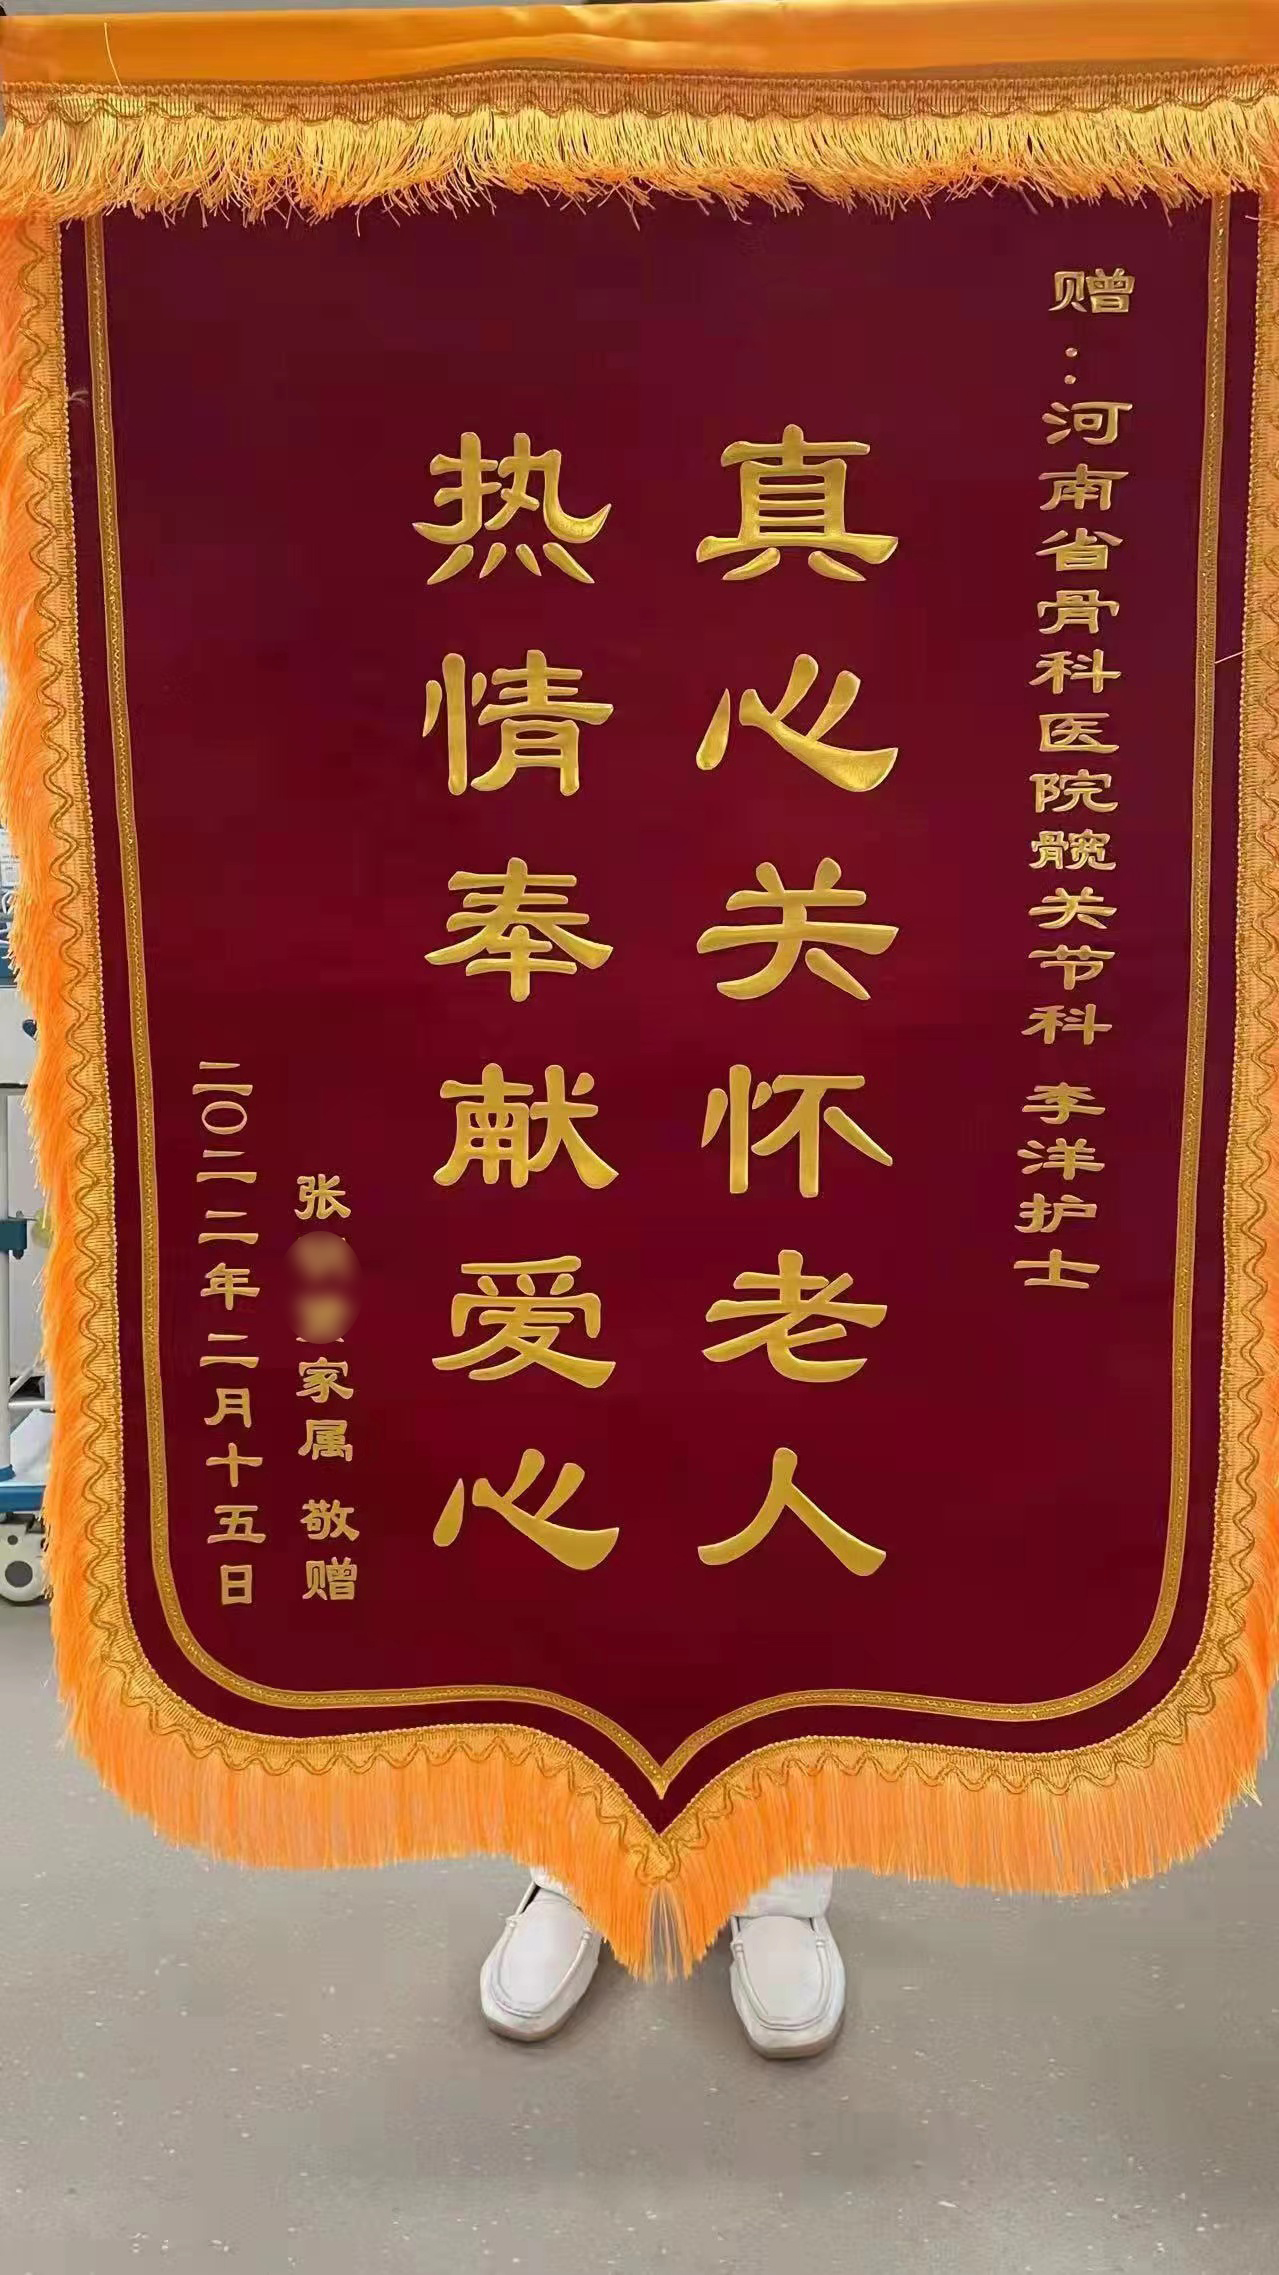 赠：河南省骨科医院髋关节科 李洋护士
真心关怀老人
热情奉献爱心
张 家属 敬赠
二〇二二年二月十五日